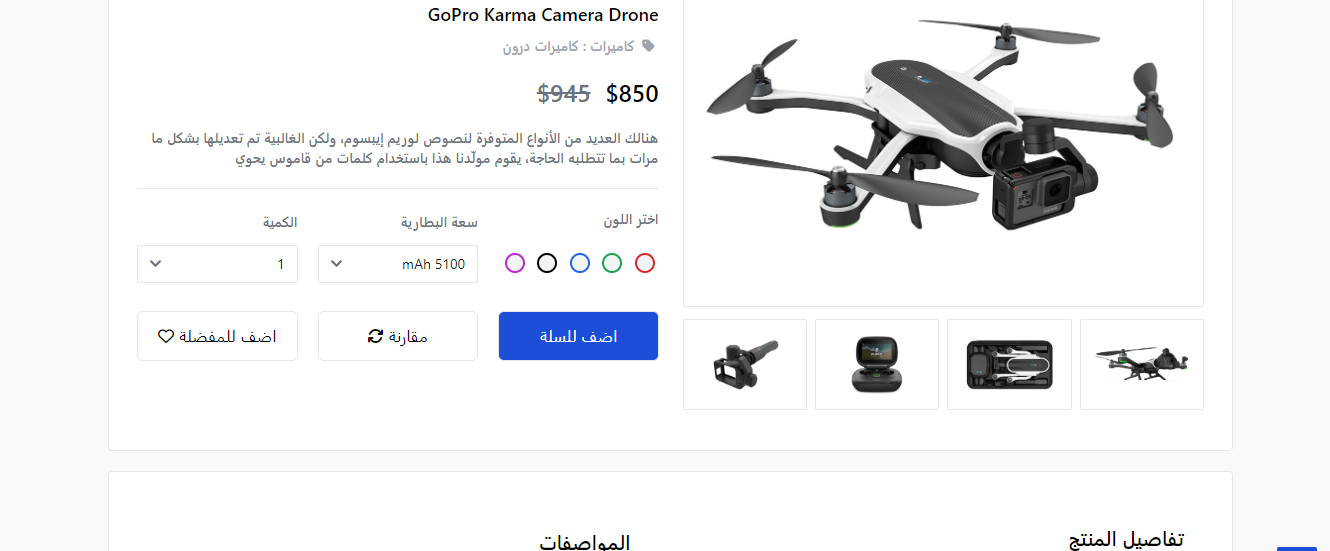 GoPro Karma Camera Drone
كاميرات : كاميرات درون
$850 $945
هنالك العديد من الأنواع المتوفرة لنصوص لوريم إيبسوم، ولكن الغالبية تم تعديلها بشكل ما
مرات بما تتطلبه الحاجة، يقوم مولّدنا هذا باستخدام كلمات من قاموس يحوي
اختر اللون
سعة البطارية
الكمية
5100 mAh
1
اضف للسلة
مقارنة
اضف للمفضلة
تفاصيل المنتج
المواصفات